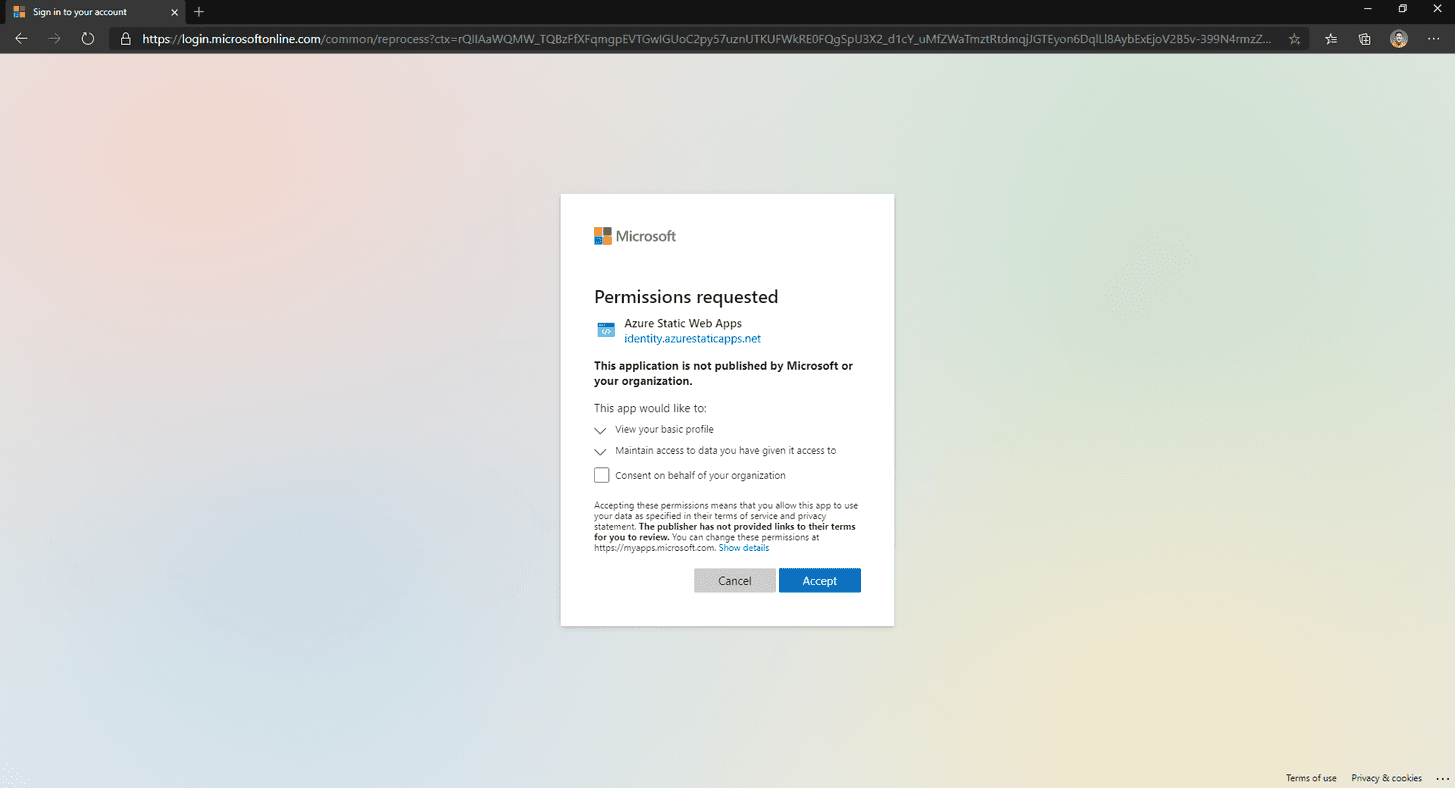 Sign in to your account
https://login.microsoftonline.com/common/reprocess?ctx=
Microsoft
Permissions requested
Azure Static Web Apps
identity.azurestaticapps.net
This application is not published by Microsoft or
your organization.
This app would like to:
View your basic profile
Maintain access to data you have given it access to
Consent on behalf of your organization
Accepting these permissions means that you allow this app to use
your data as specified in their terms of service and privacy
statement. The publisher has not provided links to their terms
for you to review. You can change these permissions at
https://myapps.microsoft.com. Show details
Cancel Accept
Terms of use Privacy & cookies ...